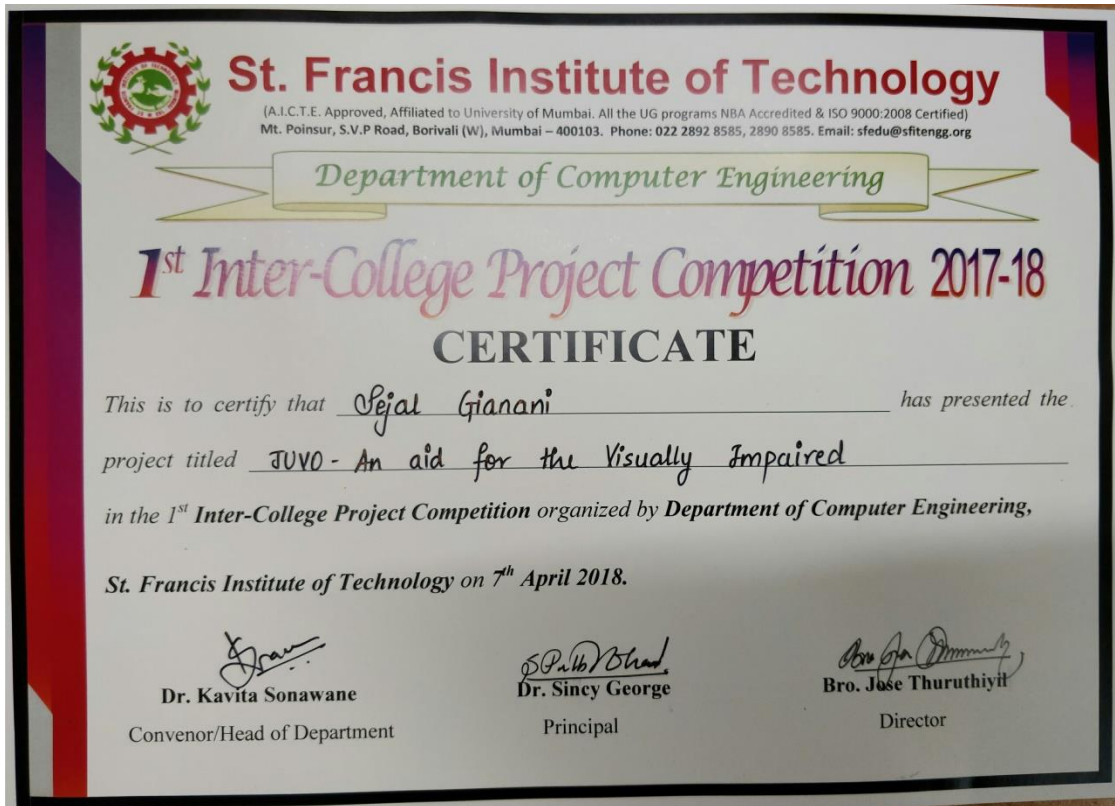 St. Francis Institute of Technology
(A.I.C.T.E. Approved, Affiliated to University of Mumbai. All the UG programs NBA Accredited & ISO 9000:2008 Certified)
Mt. Poinsur, S.V.P Road, Borivali (W), Mumbai – 400103. Phone: 022 2892 8585, 2890 8585. Email: sfedu@sfitengg.org
Department of Computer Engineering
1st Inter-College Project Competition 2017-18
CERTIFICATE
This is to certify that Sejal Gianani has presented the
project titled JUVO - An aid for the Visually Impaired
in the 1st Inter-College Project Competition organized by Department of Computer Engineering,
St. Francis Institute of Technology on 7th April 2018.
Dr. Kavita Sonawane Dr. Sincy George Bro. Jose Thuruthiyil
Convenor/Head of Department Principal Director